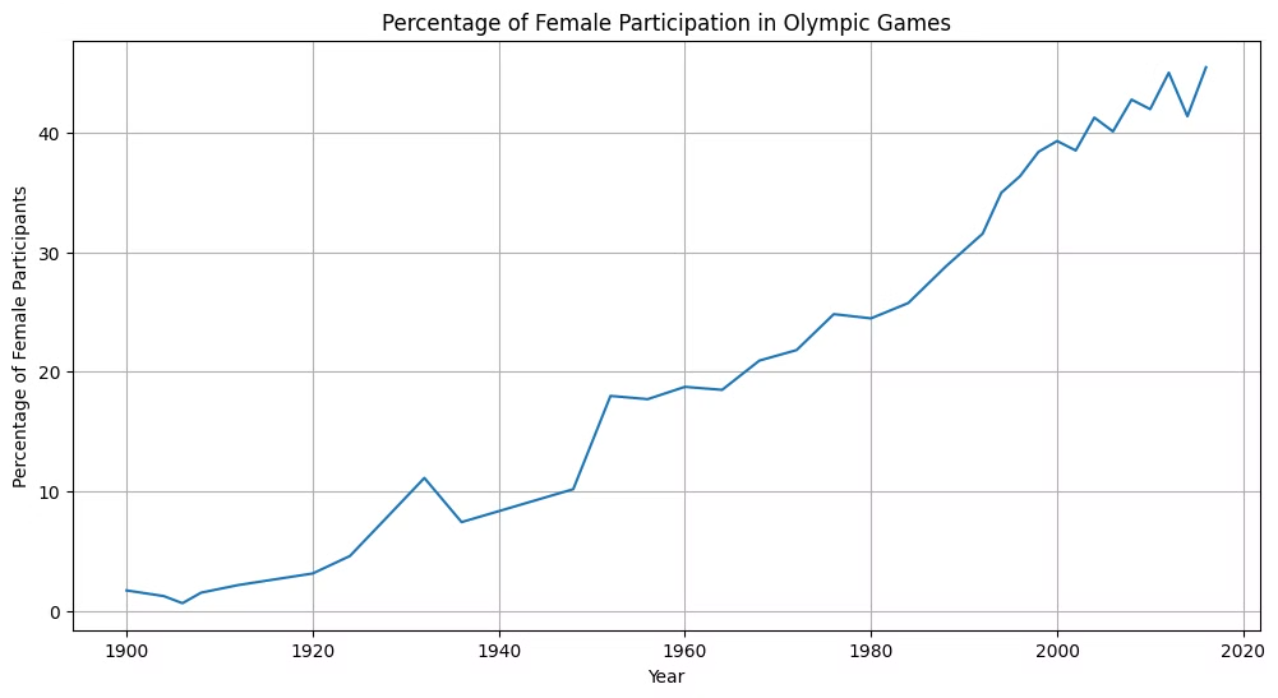 Percentage of Female Participation in Olympic Games
Percentage of Female Participants
40
30
20
10
0
1900 1920 1940 1960 1980 2000 2020
Year